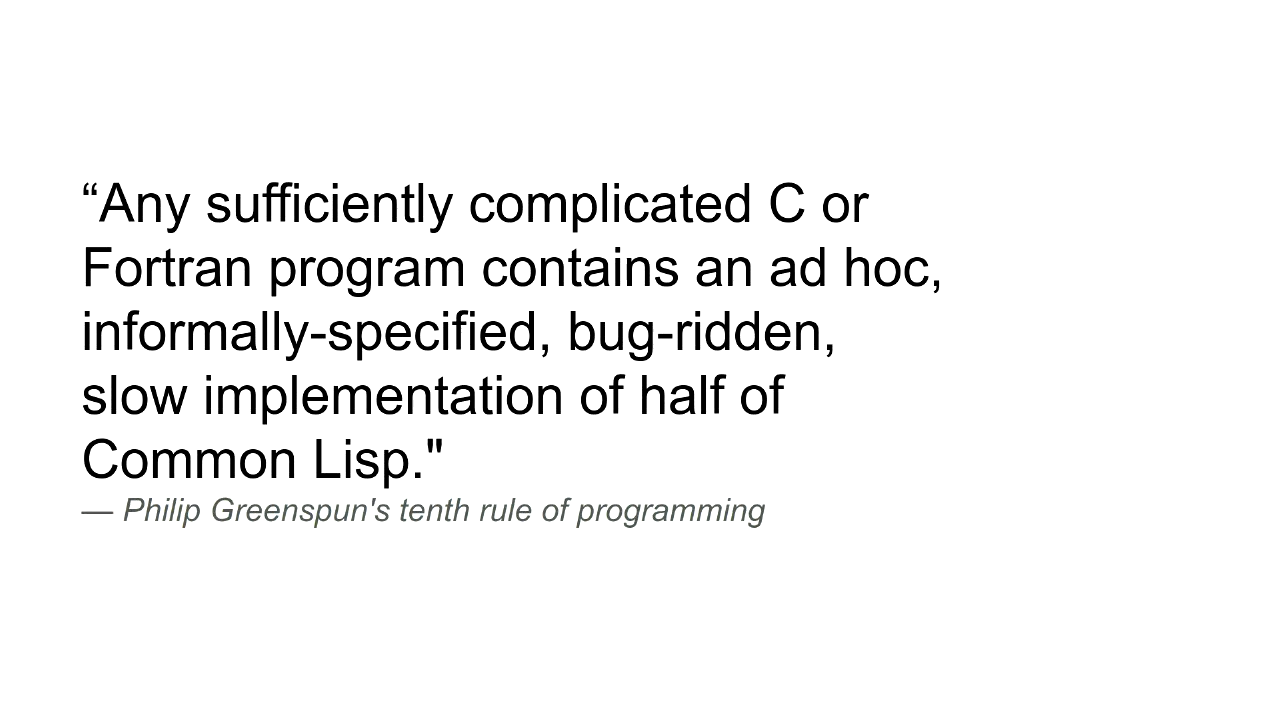 “Any sufficiently complicated C or
Fortran program contains an ad hoc,
informally-specified, bug-ridden,
slow implementation of half of
Common Lisp."
— Philip Greenspun's tenth rule of programming